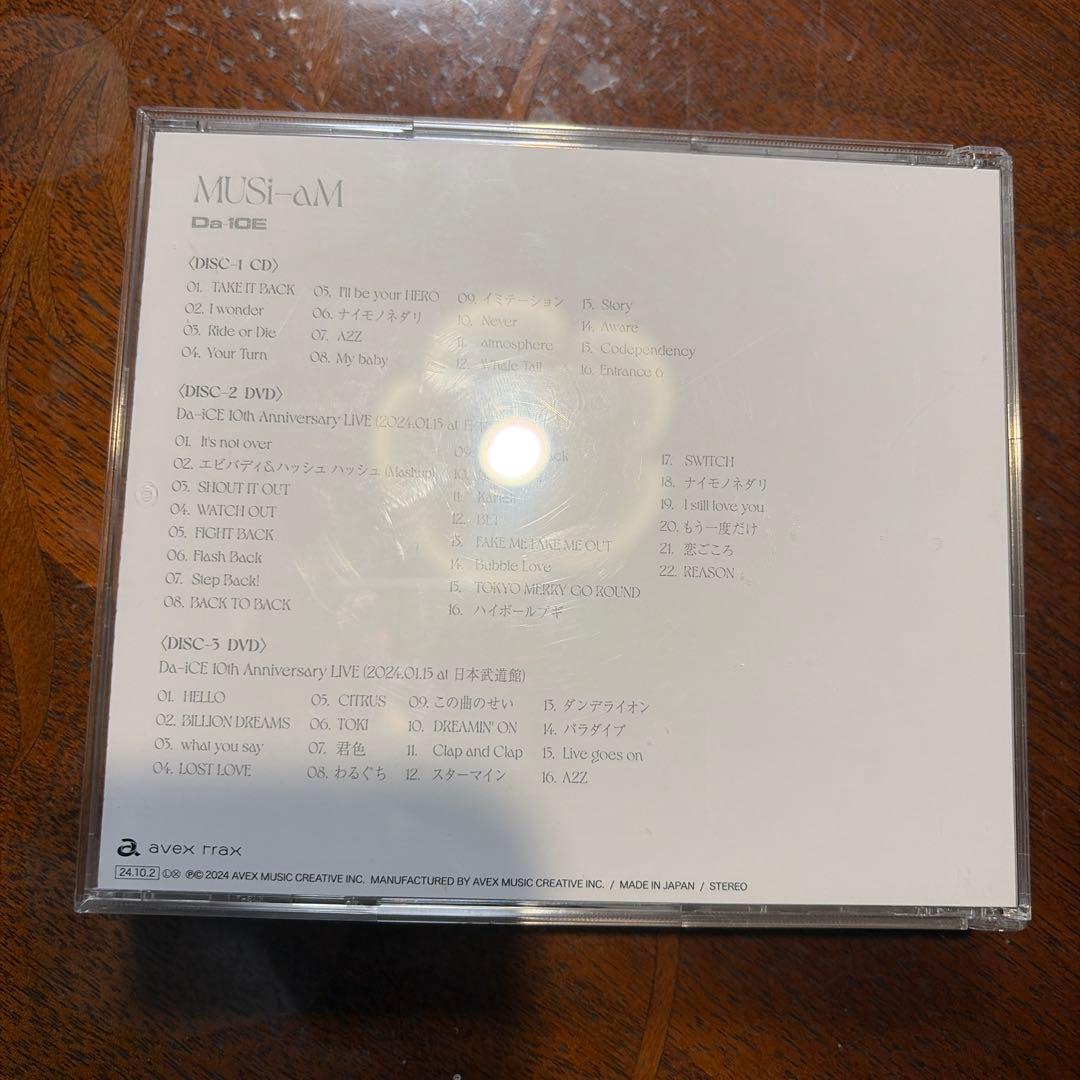 MUSi-aM
Da-iCE
〈DISC-1 CD〉
01. TAKE IT BACK
02. I wonder
03. Ride or Die
04. Your Turn
05. I'll be your HERO
06. ナイモノネダリ
07. A2Z
08. My baby
09. イミテーション
10. Never
11. atmosphere
12. Whale Tail
13. Story
14. Aware
15. Codependency
16. Entrance 6
〈DISC-2 DVD〉
Da-iCE 10th Anniversary LIVE (2024.01.15 at 日本
01. It's not over
02. エビバディ&ハッシュ ハッシュ (Mashup)
03. SHOUT IT OUT
04. WATCH OUT
05. FIGHT BACK
06. Flash Back
07. Step Back!
08. BACK TO BACK
09.
10.
11.
12.
13. FAKE ME FAKE ME OUT
14. Bubble Love
15. TOKYO MERRY GO ROUND
16. ハイボールブギ
17. SWITCH
18. ナイモノネダリ
19. I still love you
20. もう一度だけ
21. 恋ごころ
22. REASON
〈DISC-3 DVD〉
Da-iCE 10th Anniversary LIVE (2024.01.15 at 日本武道館)
01. HELLO
02. BILLION DREAMS
03. what you say
04. LOST LOVE
05. CITRUS
06. TOKI
07. 君色
08. わるぐち
09. この曲のせい
10. DREAMIN' ON
11. Clap and Clap
12. スターマイン
13. ダンデライオン
14. パラダイブ
15. Live goes on
16. A2Z
a avex trax
24.10.2 Ⓛⓧ ℗© 2024 AVEX MUSIC CREATIVE INC. MANUFACTURED BY AVEX MUSIC CREATIVE INC. / MADE IN JAPAN / STEREO